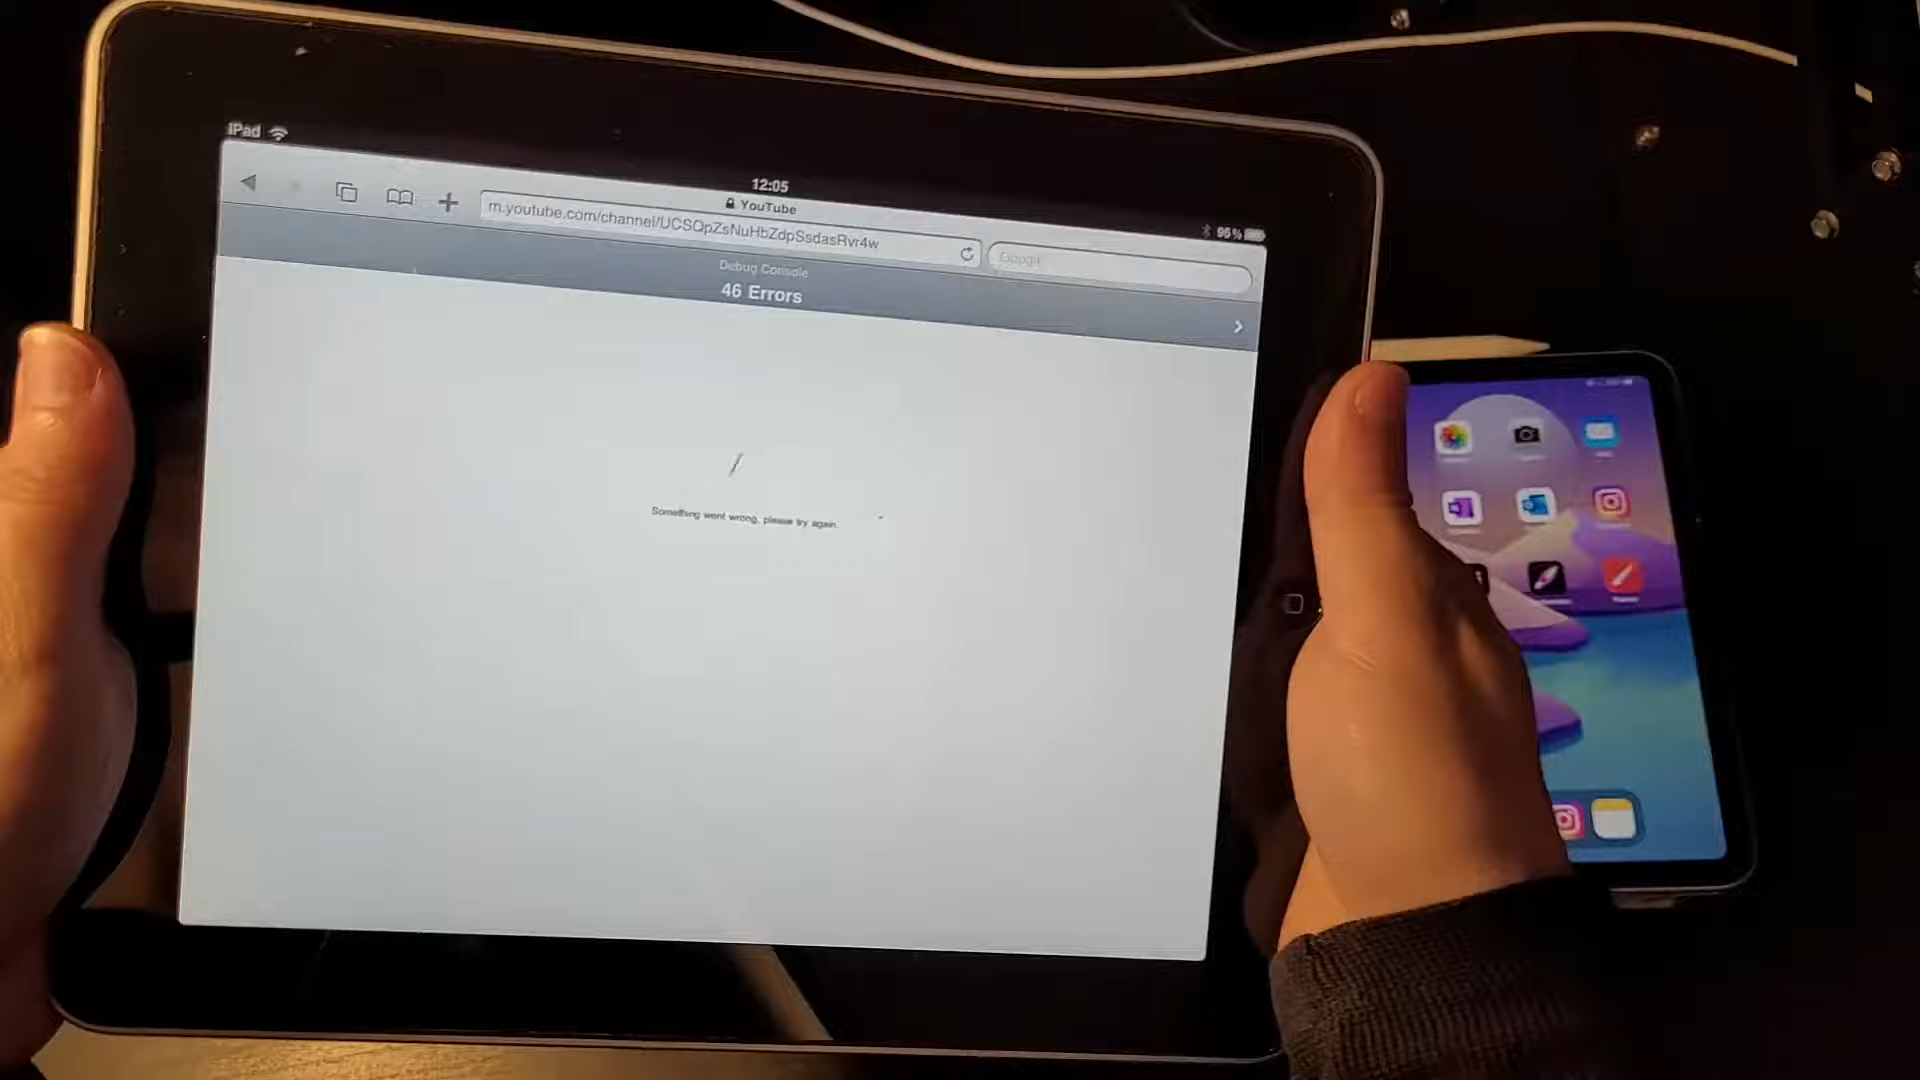 iPad
12:05
YouTube
95%
m.youtube.com/channel/UCSQpZsNuHbZdpSsdasRvr4w
Google
Debug Console
46 Errors
Something went wrong, please try again.